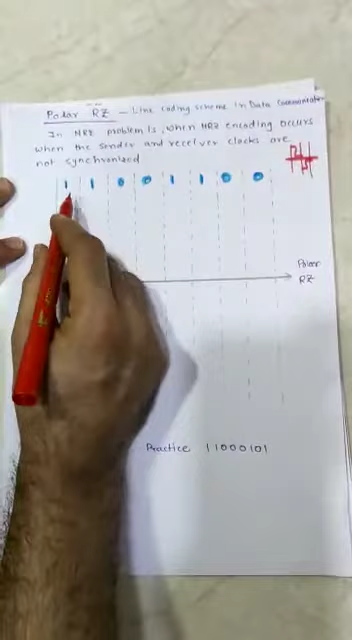 Polar RZ - Line coding scheme in Data Communication
In NRZ problem is, when NRZ encoding occurs
when the sender and receiver clocks are
not synchronized
1 1 0 0 1 1 0 0
Polar
RZ
Practice 11000101